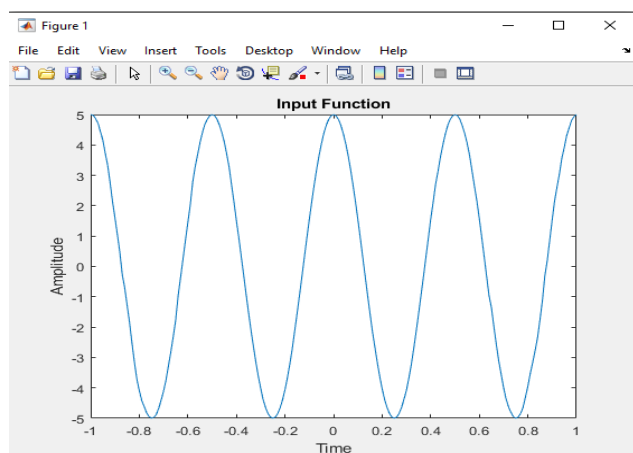 Figure 1
File Edit View Insert Tools Desktop Window Help
Input Function
5
4
3
2
1
0
-1
-2
-3
-4
-5
Amplitude
-1 -0.8 -0.6 -0.4 -0.2 0 0.2 0.4 0.6 0.8 1
Time